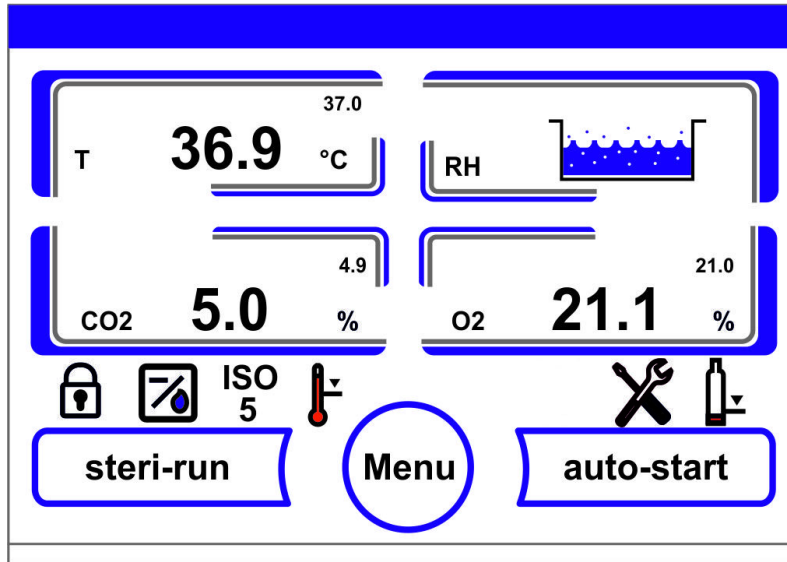 37.0
T 36.9 °C
RH
4.9
CO2 5.0 %
21.0
O2 21.1 %
ISO
5
steri-run
Menu
auto-start